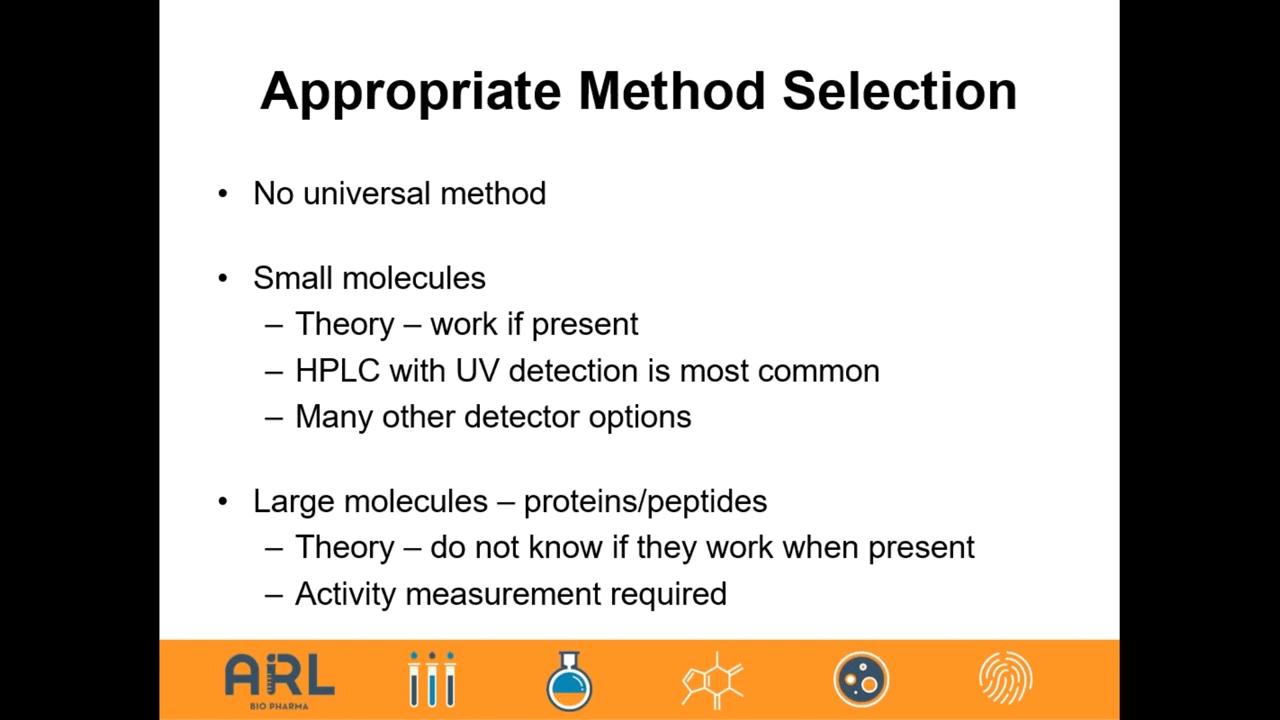 Appropriate Method Selection
• No universal method
• Small molecules
– Theory – work if present
– HPLC with UV detection is most common
– Many other detector options
• Large molecules – proteins/peptides
– Theory – do not know if they work when present
– Activity measurement required
ARL
BIO PHARMA